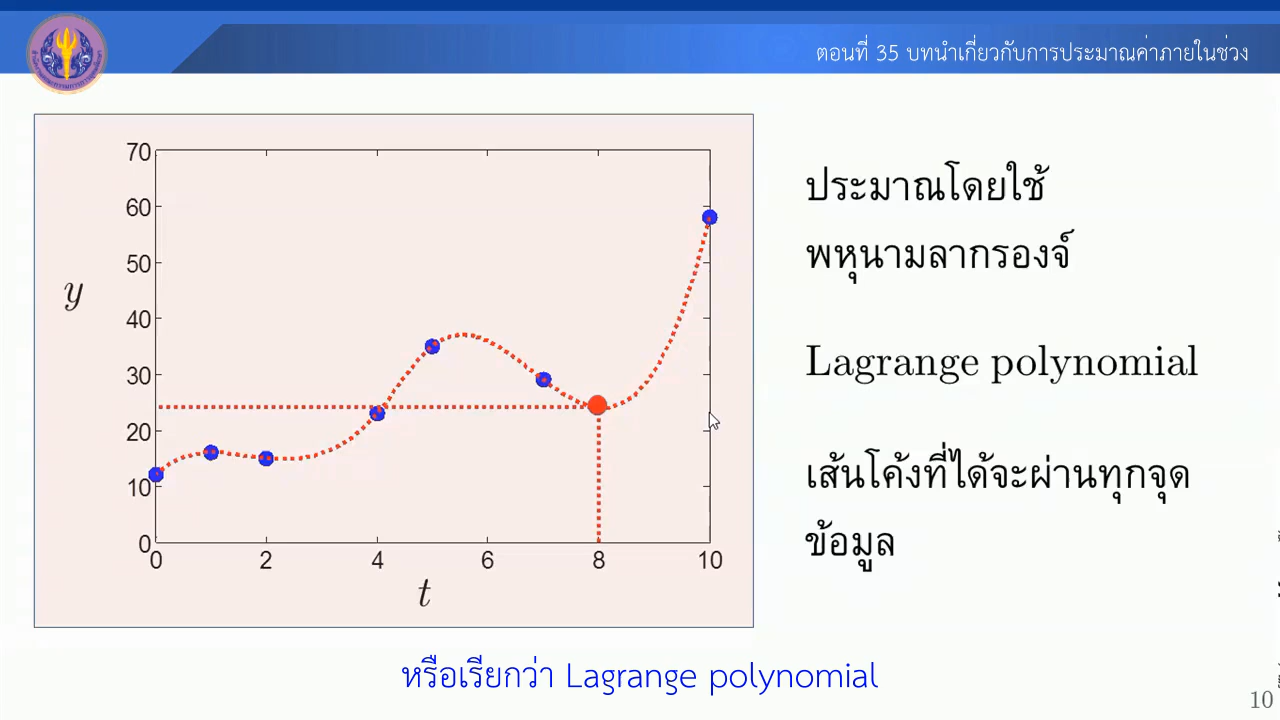 ตอนที่ 35 บทนำเกี่ยวกับการประมาณค่าภายในช่วง
70
60
50
40
30
20
10
0
y
0 2 4 6 8 10
t
ประมาณโดยใช้
พหุนามลากรองจ์
Lagrange polynomial
เส้นโค้งที่ได้จะผ่านทุกจุด
ข้อมูล
หรือเรียกว่า Lagrange polynomial
10